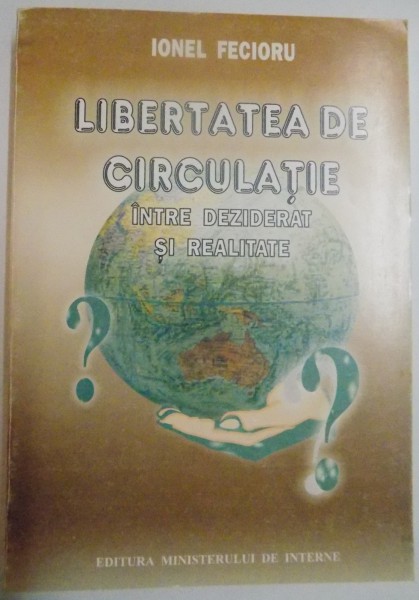 IONEL FECIORU
LIBERTATEA DE
CIRCULAȚIE
ÎNTRE DEZIDERAT
ȘI REALITATE
? ?
EDITURA MINISTERULUI DE INTERNE